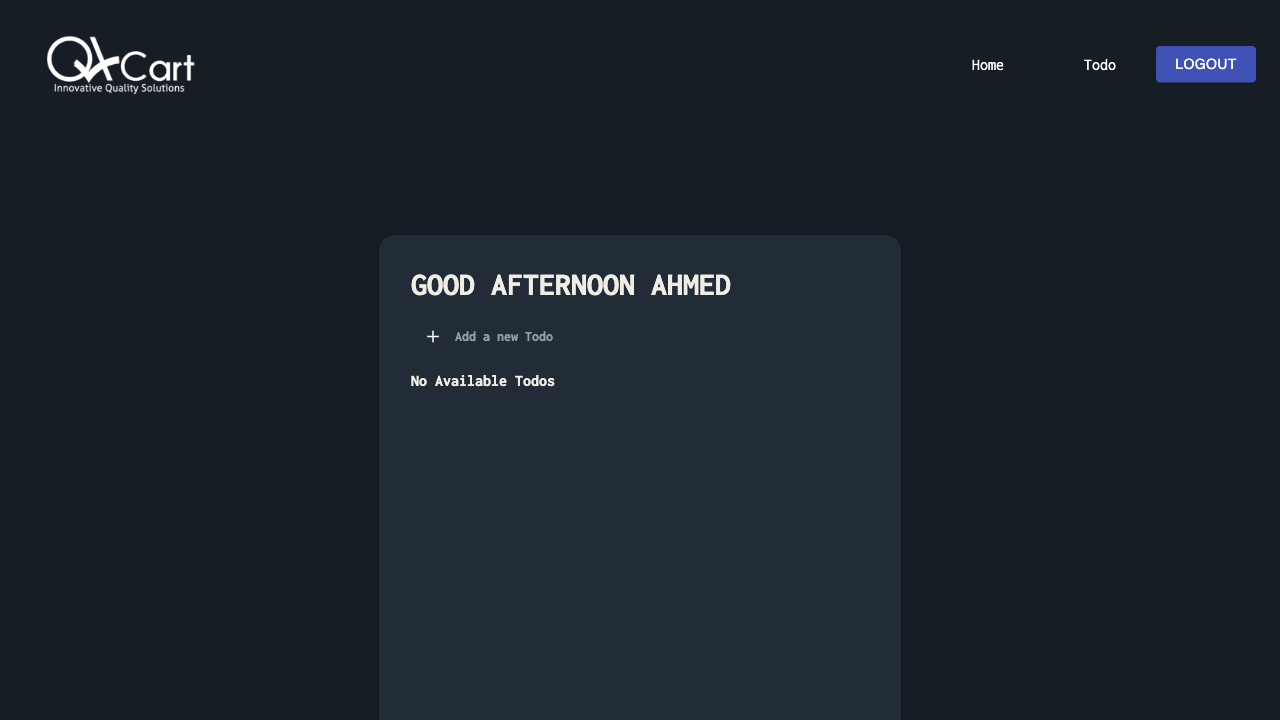 QACart
Innovative Quality Solutions
Home
Todo
LOGOUT
GOOD AFTERNOON AHMED
Add a new Todo
No Available Todos